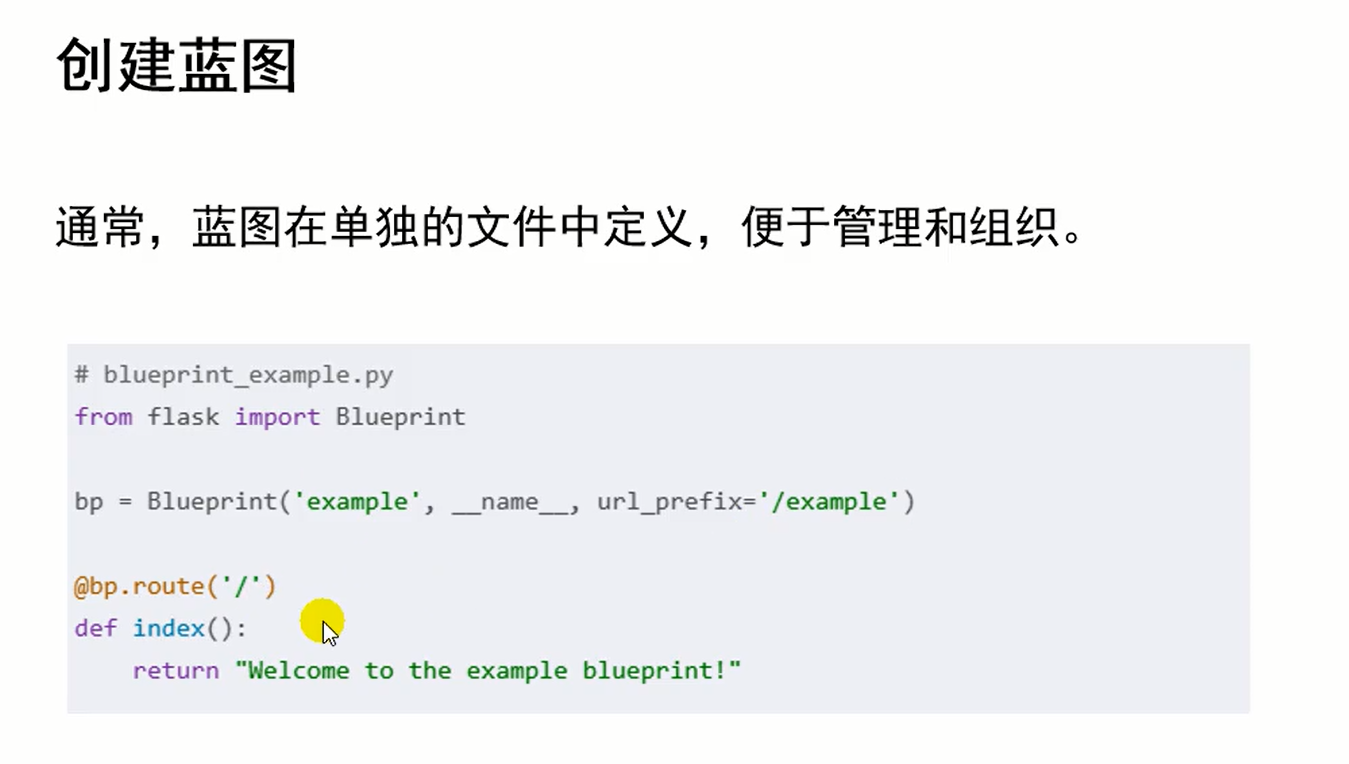 创建蓝图
通常，蓝图在单独的文件中定义，便于管理和组织。
# blueprint_example.py
from flask import Blueprint
bp = Blueprint('example', __name__, url_prefix='/example')
@bp.route('/')
def index():
    return "Welcome to the example blueprint!"